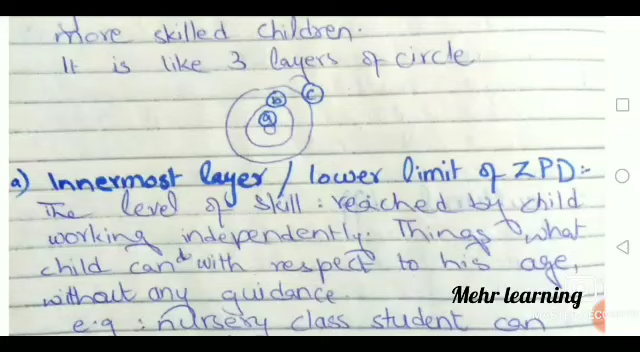 more skilled children.
It is like 3 layers of circle
a
b
c
a) Innermost layer / lower limit of ZPD:-
The level of skill : reached by child
working independently. Things what
child can with respect to his age,
without any guidance.
Mehr learning
e.g : nursery class student can